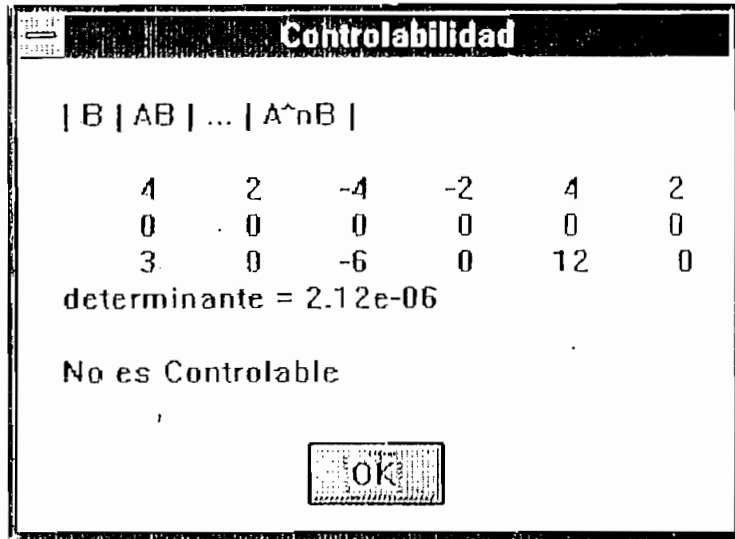 Controlabilidad
| B | AB | ... | A^nB |
4 2 -4 -2 4 2
0 0 0 0 0 0
3 0 -6 0 12 0
determinante = 2.12e-06
No es Controlable
OK